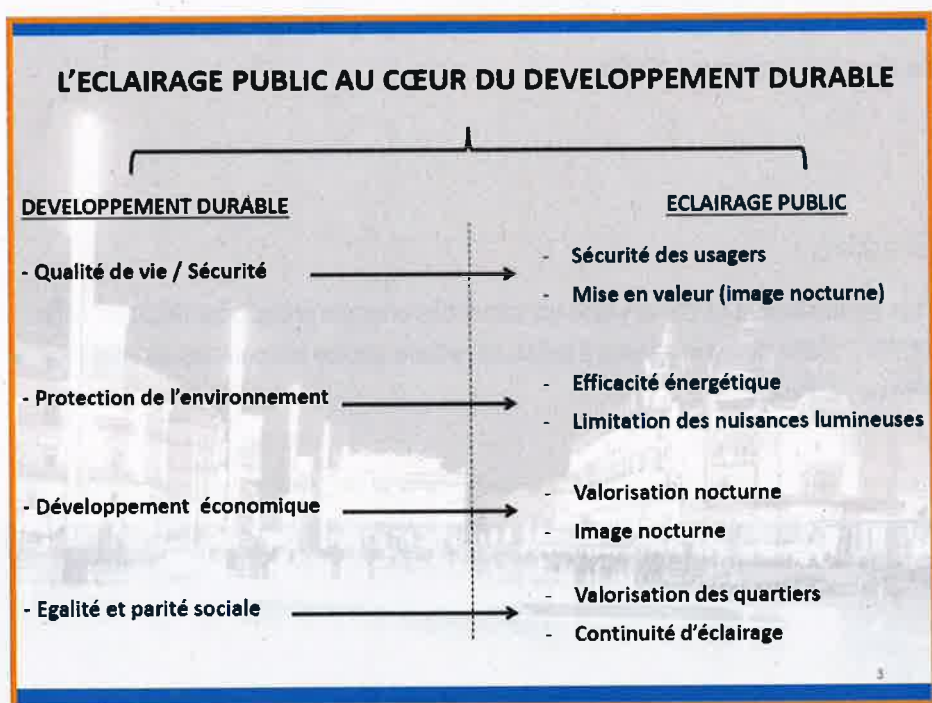 L'ECLAIRAGE PUBLIC AU CŒUR DU DEVELOPPEMENT DURABLE
DEVELOPPEMENT DURABLE
ECLAIRAGE PUBLIC
- Qualité de vie / Sécurité
- Sécurité des usagers
- Mise en valeur (image nocturne)
- Protection de l'environnement
- Efficacité énergétique
- Limitation des nuisances lumineuses
- Développement économique
- Valorisation nocturne
- Image nocturne
- Egalité et parité sociale
- Valorisation des quartiers
- Continuité d'éclairage
3